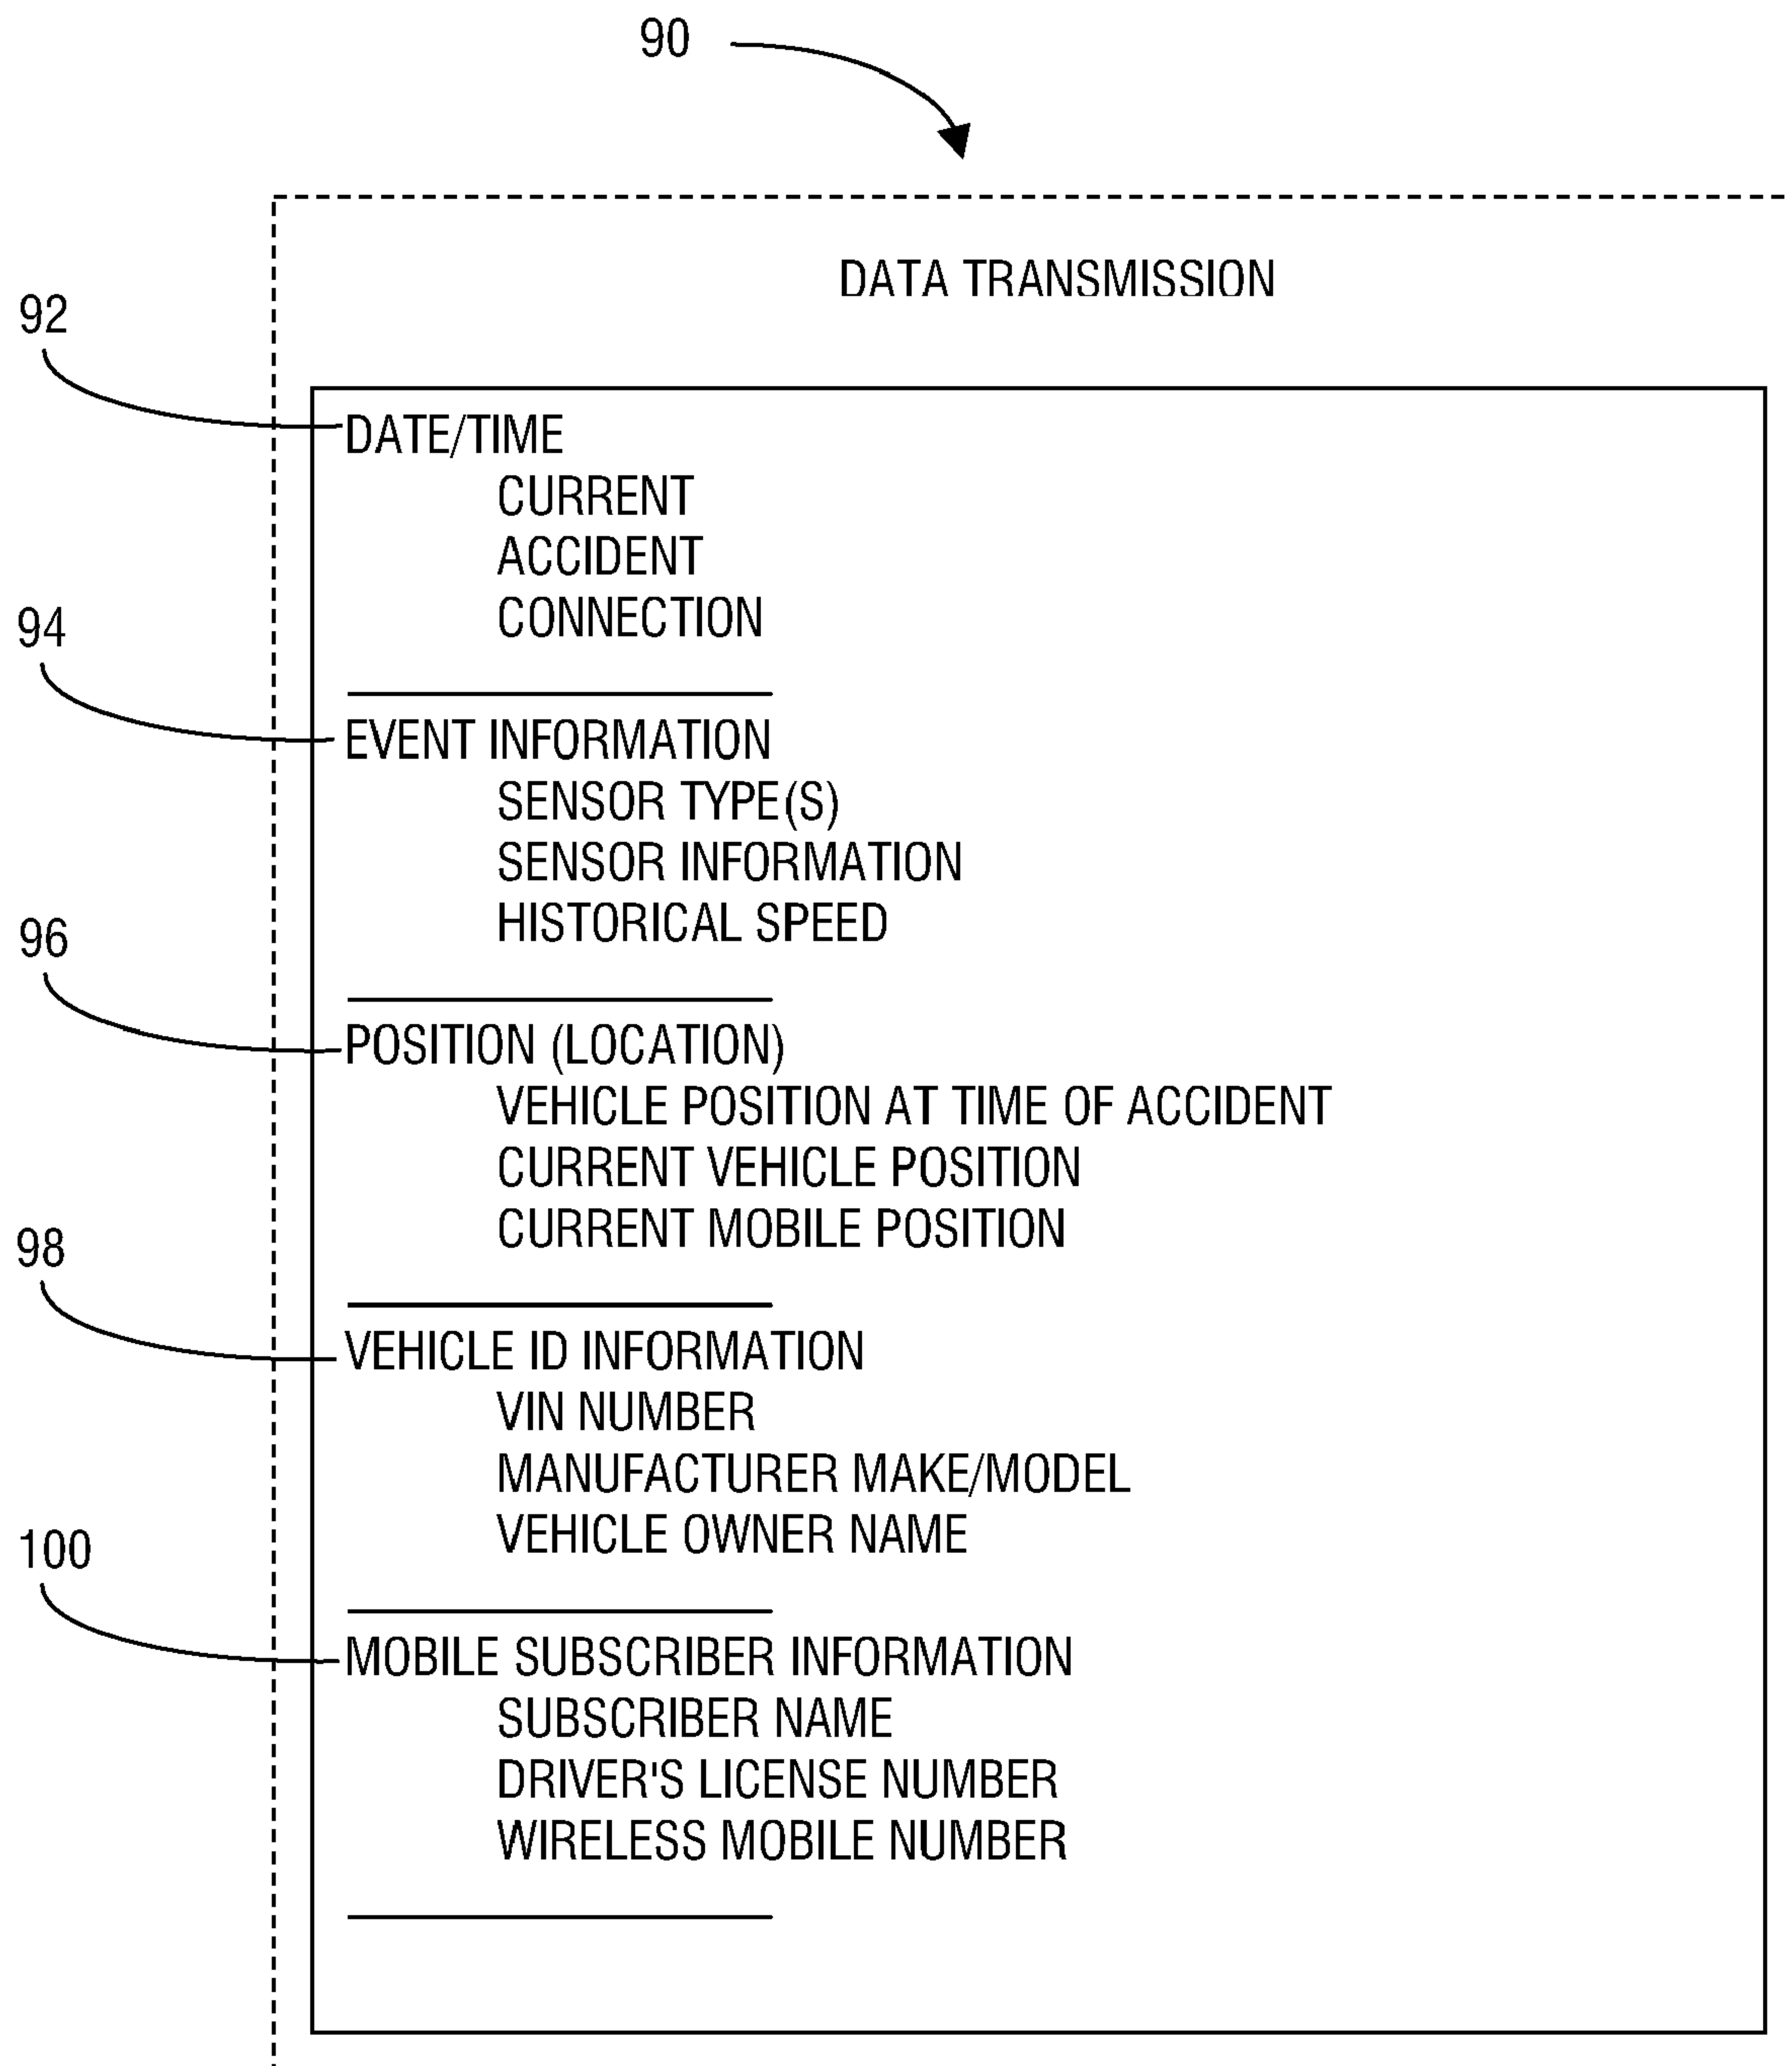 90
DATA TRANSMISSION
92
DATE/TIME
CURRENT
ACCIDENT
CONNECTION
94
EVENT INFORMATION
SENSOR TYPE(S)
SENSOR INFORMATION
HISTORICAL SPEED
96
POSITION (LOCATION)
VEHICLE POSITION AT TIME OF ACCIDENT
CURRENT VEHICLE POSITION
CURRENT MOBILE POSITION
98
VEHICLE ID INFORMATION
VIN NUMBER
MANUFACTURER MAKE/MODEL
VEHICLE OWNER NAME
100
MOBILE SUBSCRIBER INFORMATION
SUBSCRIBER NAME
DRIVER'S LICENSE NUMBER
WIRELESS MOBILE NUMBER